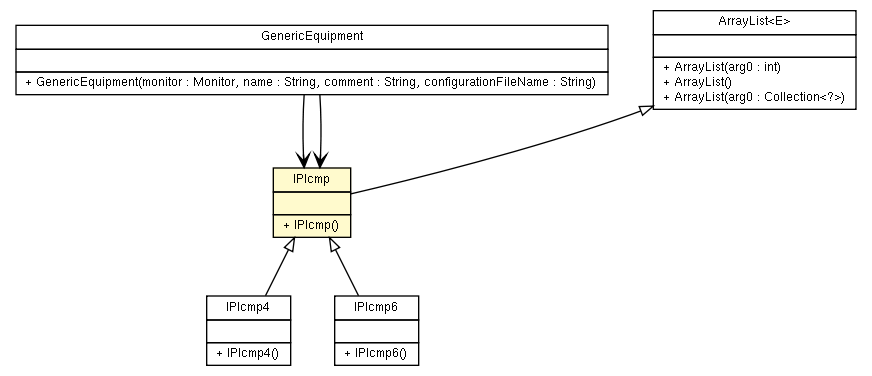 GenericEquipment
+ GenericEquipment(monitor : Monitor, name : String, comment : String, configurationFileName : String)
ArrayList<E>
+ ArrayList(arg0 : int)
+ ArrayList()
+ ArrayList(arg0 : Collection<?>)
IPIcmp
+ IPIcmp()
IPIcmp4
+ IPIcmp4()
IPIcmp6
+ IPIcmp6()